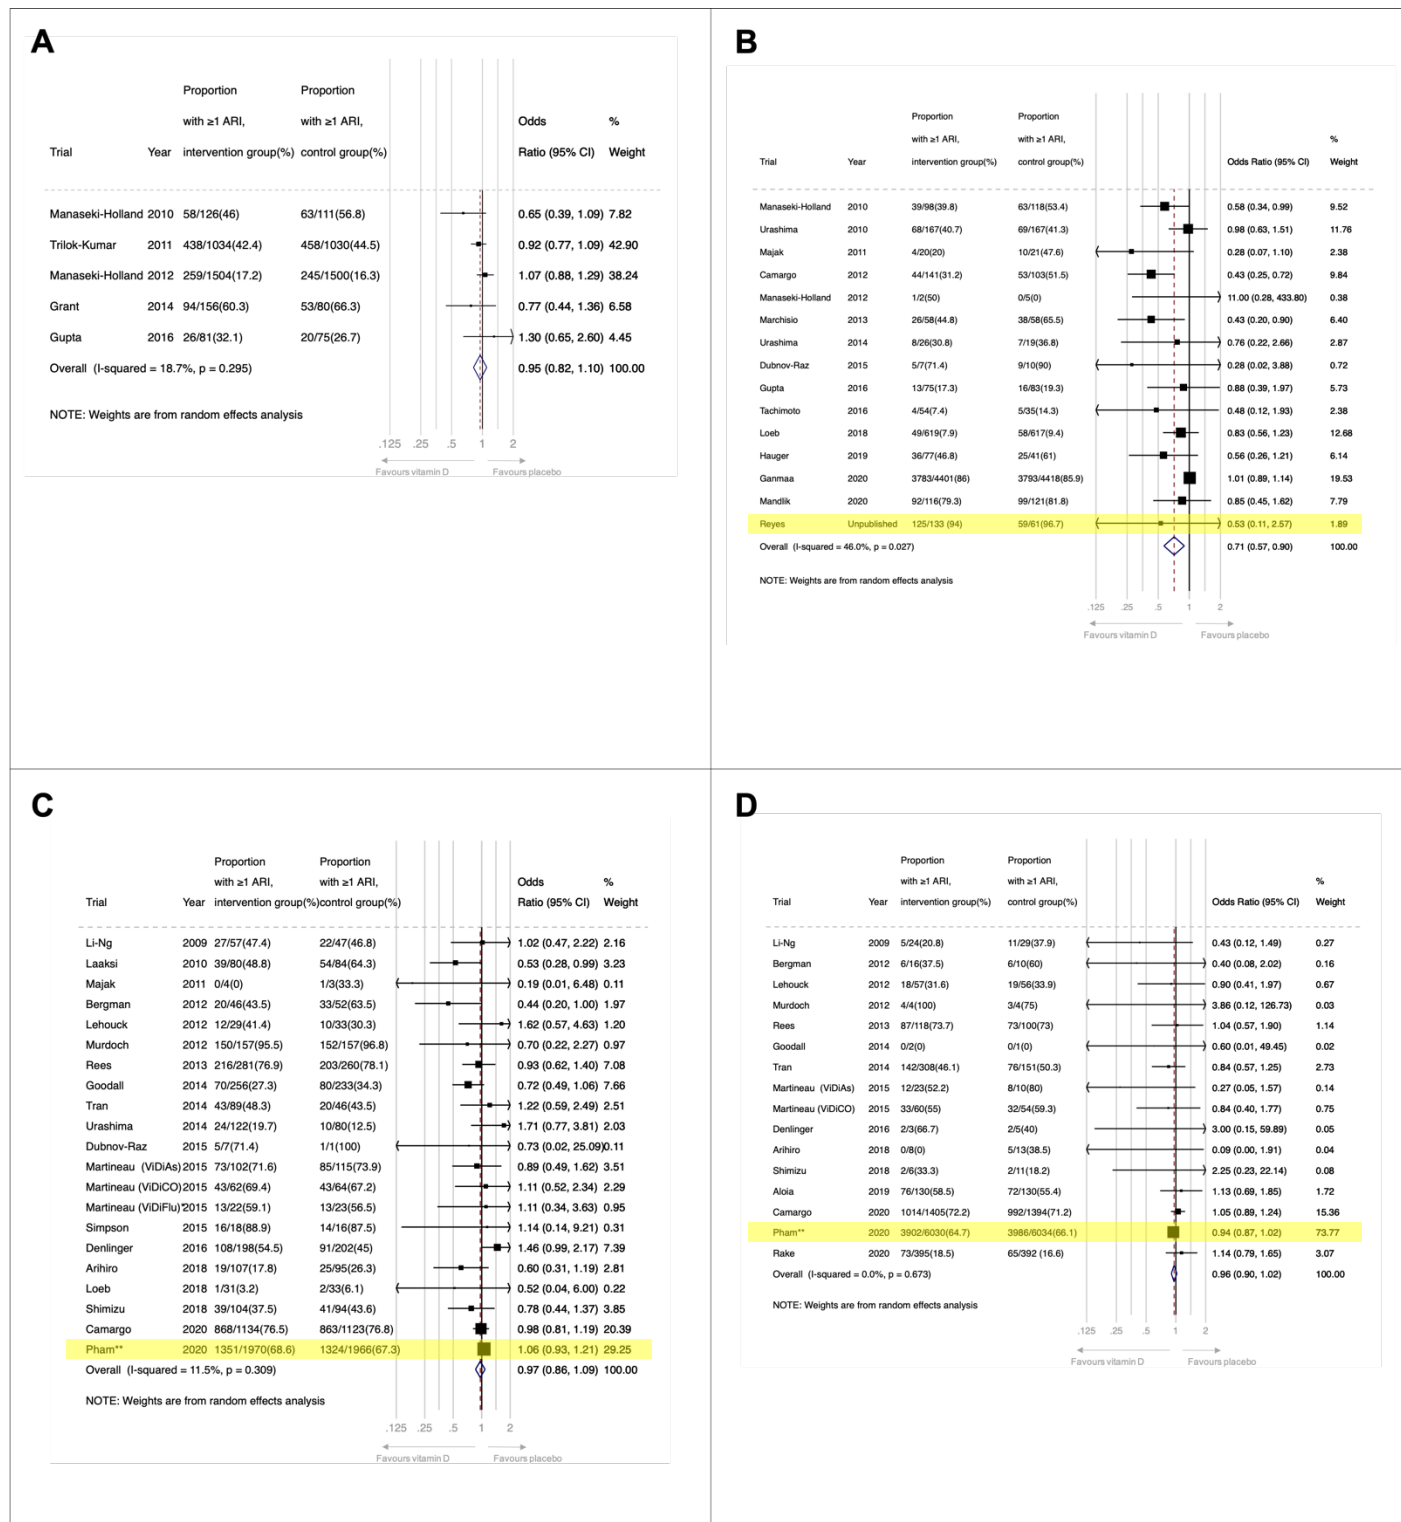 A
Proportion Proportion
with ≥1 ARI, with ≥1 ARI, Odds %
Trial Year intervention group(%) control group(%) Ratio (95% CI) Weight
Manaseki-Holland 2010 58/126(46) 63/111(56.8) 0.65 (0.39, 1.09) 7.82
Trilok-Kumar 2011 438/1034(42.4) 458/1030(44.5) 0.92 (0.77, 1.09) 42.90
Manaseki-Holland 2012 259/1504(17.2) 245/1500(16.3) 1.07 (0.88, 1.29) 38.24
Grant 2014 94/156(60.3) 53/80(66.3) 0.77 (0.44, 1.36) 6.58
Gupta 2016 26/81(32.1) 20/75(26.7) 1.30 (0.65, 2.60) 4.45
Overall (I-squared = 18.7%, p = 0.295) 0.95 (0.82, 1.10) 100.00
NOTE: Weights are from random effects analysis
.125 .25 .5 1 2
Favours vitamin D Favours placebo
B
Proportion Proportion
with ≥1 ARI, with ≥1 ARI, %
Trial Year intervention group(%) control group(%) Odds Ratio (95% CI) Weight
Manaseki-Holland 2010 39/98(39.8) 63/118(53.4) 0.58 (0.34, 0.99) 9.52
Urashima 2010 68/167(40.7) 69/167(41.3) 0.98 (0.63, 1.51) 11.76
Majak 2011 4/20(20) 10/21(47.6) 0.28 (0.07, 1.10) 2.38
Camargo 2012 44/141(31.2) 53/103(51.5) 0.43 (0.25, 0.72) 9.84
Manaseki-Holland 2012 1/2(50) 0/5(0) 11.00 (0.28, 433.80) 0.38
Marchisio 2013 26/58(44.8) 38/58(65.5) 0.43 (0.20, 0.90) 6.40
Urashima 2014 8/26(30.8) 7/19(36.8) 0.76 (0.22, 2.66) 2.87
Dubnov-Raz 2015 5/7(71.4) 9/10(90) 0.28 (0.02, 3.88) 0.72
Gupta 2016 13/75(17.3) 16/83(19.3) 0.88 (0.39, 1.97) 5.73
Tachimoto 2016 4/54(7.4) 5/35(14.3) 0.48 (0.12, 1.93) 2.38
Loeb 2018 49/619(7.9) 58/617(9.4) 0.83 (0.56, 1.23) 12.68
Hauger 2019 36/77(46.8) 25/41(61) 0.56 (0.26, 1.21) 6.14
Ganmaa 2020 3783/4401(86) 3793/4418(85.9) 1.01 (0.89, 1.14) 19.53
Mandlik 2020 92/116(79.3) 99/121(81.8) 0.85 (0.45, 1.62) 7.79
Reyes Unpublished 125/133 (94) 59/61(96.7) 0.53 (0.11, 2.57) 1.89
Overall (I-squared = 46.0%, p = 0.027) 0.71 (0.57, 0.90) 100.00
NOTE: Weights are from random effects analysis
.125 .25 .5 1 2
Favours vitamin D Favours placebo
C
Proportion Proportion
with ≥1 ARI, with ≥1 ARI, Odds %
Trial Year intervention group(%) control group(%) Ratio (95% CI) Weight
Li-Ng 2009 27/57(47.4) 22/47(46.8) 1.02 (0.47, 2.22) 2.16
Laaksi 2010 39/80(48.8) 54/84(64.3) 0.53 (0.28, 0.99) 3.23
Majak 2011 0/4(0) 1/3(33.3) 0.19 (0.01, 6.48) 0.11
Bergman 2012 20/46(43.5) 33/52(63.5) 0.44 (0.20, 1.00) 1.97
Lehouck 2012 12/29(41.4) 10/33(30.3) 1.62 (0.57, 4.63) 1.20
Murdoch 2012 150/157(95.5) 152/157(96.8) 0.70 (0.22, 2.27) 0.97
Rees 2013 216/281(76.9) 203/260(78.1) 0.93 (0.62, 1.40) 7.08
Goodall 2014 70/256(27.3) 80/233(34.3) 0.72 (0.49, 1.06) 7.66
Tran 2014 43/89(48.3) 20/46(43.5) 1.22 (0.59, 2.49) 2.51
Urashima 2014 24/122(19.7) 10/80(12.5) 1.71 (0.77, 3.81) 2.03
Dubnov-Raz 2015 5/7(71.4) 1/1(100) 0.73 (0.02, 25.09) 0.11
Martineau (ViDiAs) 2015 73/102(71.6) 85/115(73.9) 0.89 (0.49, 1.62) 3.51
Martineau (ViDiCO) 2015 43/62(69.4) 43/64(67.2) 1.11 (0.52, 2.34) 2.29
Martineau (ViDiFlu)* 2015 13/22(59.1) 13/23(56.5) 1.11 (0.34, 3.63) 0.95
Simpson 2015 16/18(88.9) 14/16(87.5) 1.14 (0.14, 9.21) 0.31
Denlinger 2016 108/198(54.5) 91/202(45) 1.46 (0.99, 2.17) 7.39
Arihiro 2018 19/107(17.8) 25/95(26.3) 0.60 (0.31, 1.19) 2.81
Loeb 2018 1/31(3.2) 2/33(6.1) 0.52 (0.04, 6.00) 0.22
Shimizu 2018 39/104(37.5) 41/94(43.6) 0.78 (0.44, 1.37) 3.85
Camargo 2020 868/1134(76.5) 863/1123(76.8) 0.98 (0.81, 1.19) 20.39
Pham** 2020 1351/1970(68.6) 1324/1966(67.3) 1.06 (0.93, 1.21) 29.25
Overall (I-squared = 11.5%, p = 0.309) 0.97 (0.86, 1.09) 100.00
NOTE: Weights are from random effects analysis
.125 .25 .5 1 2
Favours vitamin D Favours placebo
D
Proportion Proportion
with ≥1 ARI, with ≥1 ARI, %
Trial Year intervention group(%) control group(%) Odds Ratio (95% CI) Weight
Li-Ng 2009 5/24(20.8) 11/29(37.9) 0.43 (0.12, 1.49) 0.27
Bergman 2012 6/16(37.5) 6/10(60) 0.40 (0.08, 2.02) 0.16
Lehouck 2012 18/57(31.6) 19/56(33.9) 0.90 (0.41, 1.97) 0.67
Murdoch 2012 4/4(100) 3/4(75) 3.86 (0.12, 126.73) 0.03
Rees 2013 87/118(73.7) 73/100(73) 1.04 (0.57, 1.90) 1.14
Goodall 2014 0/2(0) 0/1(0) 0.60 (0.01, 49.45) 0.02
Tran 2014 142/308(46.1) 76/151(50.3) 0.84 (0.57, 1.25) 2.73
Martineau (ViDiAs) 2015 12/23(52.2) 8/10(80) 0.27 (0.05, 1.57) 0.14
Martineau (ViDiCO) 2015 33/60(55) 32/54(59.3) 0.84 (0.40, 1.77) 0.75
Denlinger 2016 2/3(66.7) 2/5(40) 3.00 (0.15, 59.89) 0.05
Arihiro 2018 0/8(0) 5/13(38.5) 0.09 (0.00, 1.91) 0.04
Shimizu 2018 2/6(33.3) 2/11(18.2) 2.25 (0.23, 22.14) 0.08
Aloia 2019 76/130(58.5) 72/130(55.4) 1.13 (0.69, 1.85) 1.72
Camargo 2020 1014/1405(72.2) 992/1394(71.2) 1.05 (0.89, 1.24) 15.36
Pham** 2020 3902/6030(64.7) 3986/6034(66.1) 0.94 (0.87, 1.02) 73.77
Rake 2020 73/395(18.5) 65/392 (16.6) 1.14 (0.79, 1.65) 3.07
Overall (I-squared = 0.0%, p = 0.673) 0.96 (0.90, 1.02) 100.00
NOTE: Weights are from random effects analysis
.125 .25 .5 1 2
Favours vitamin D Favours placebo